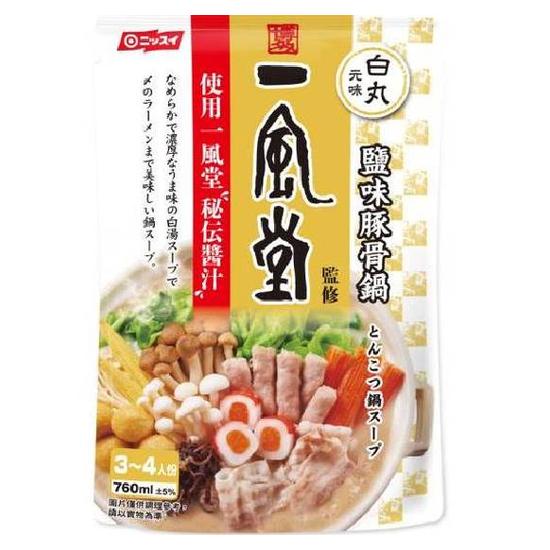 ニッスイ
白丸
元味
鹽味豚骨鍋
とんこつ鍋スープ
一風堂
監修
使用一風堂"秘伝醬汁"
なめらかで濃厚なうま味の白湯スープで
〆のラーメンまで美味しい鍋スープ。
3~4人份
760ml ±5%
圖片僅供調理參考，
請以實物為準。